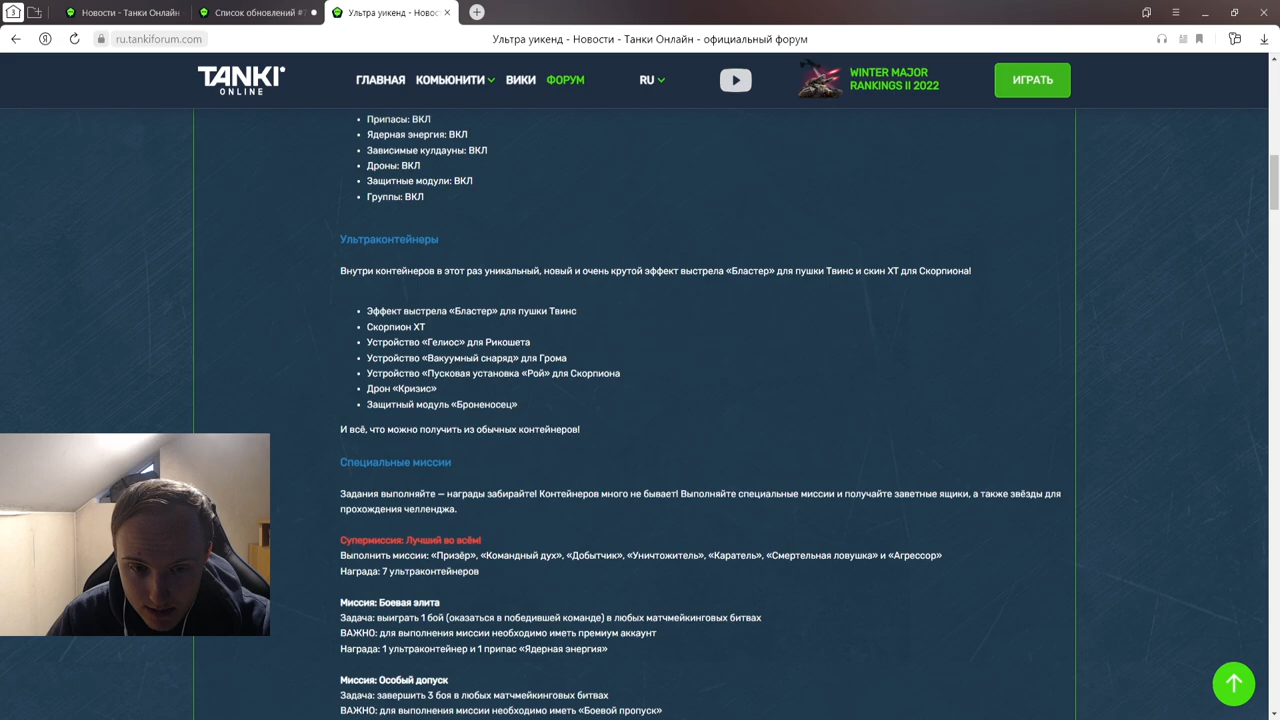 3
Новости - Танки Онлайн
Список обновлений #7
Ультра уикенд - Новос
ru.tankiforum.com
Ультра уикенд - Новости - Танки Онлайн - официальный форум
TANKI
ONLINE
ГЛАВНАЯ
КОМЬЮНИТИ
ВИКИ
ФОРУМ
RU
WINTER MAJOR
RANKINGS II 2022
ИГРАТЬ
• Припасы: ВКЛ
• Ядерная энергия: ВКЛ
• Зависимые кулдауны: ВКЛ
• Дроны: ВКЛ
• Защитные модули: ВКЛ
• Группы: ВКЛ
Ультраконтейнеры
Внутри контейнеров в этот раз уникальный, новый и очень крутой эффект выстрела «Бластер» для пушки Твинс и скин ХТ для Скорпиона!
• Эффект выстрела «Бластер» для пушки Твинс
• Скорпион ХТ
• Устройство «Гелиос» для Рикошета
• Устройство «Вакуумный снаряд» для Грома
• Устройство «Пусковая установка «Рой» для Скорпиона
• Дрон «Кризис»
• Защитный модуль «Броненосец»
И всё, что можно получить из обычных контейнеров!
Специальные миссии
Задания выполняйте — награды забирайте! Контейнеров много не бывает! Выполняйте специальные миссии и получайте заветные ящики, а также звёзды для
прохождения челленджа.
Супермиссия: Лучший во всём!
Выполнить миссии: «Призёр», «Командный дух», «Добытчик», «Уничтожитель», «Каратель», «Смертельная ловушка» и «Агрессор»
Награда: 7 ультраконтейнеров
Миссия: Боевая элита
Задача: выиграть 1 бой (оказаться в победившей команде) в любых матчмейкинговых битвах
ВАЖНО: для выполнения миссии необходимо иметь премиум аккаунт
Награда: 1 ультраконтейнер и 1 припас «Ядерная энергия»
Миссия: Особый допуск
Задача: завершить 3 боя в любых матчмейкинговых битвах
ВАЖНО: для выполнения миссии необходимо иметь «Боевой пропуск»